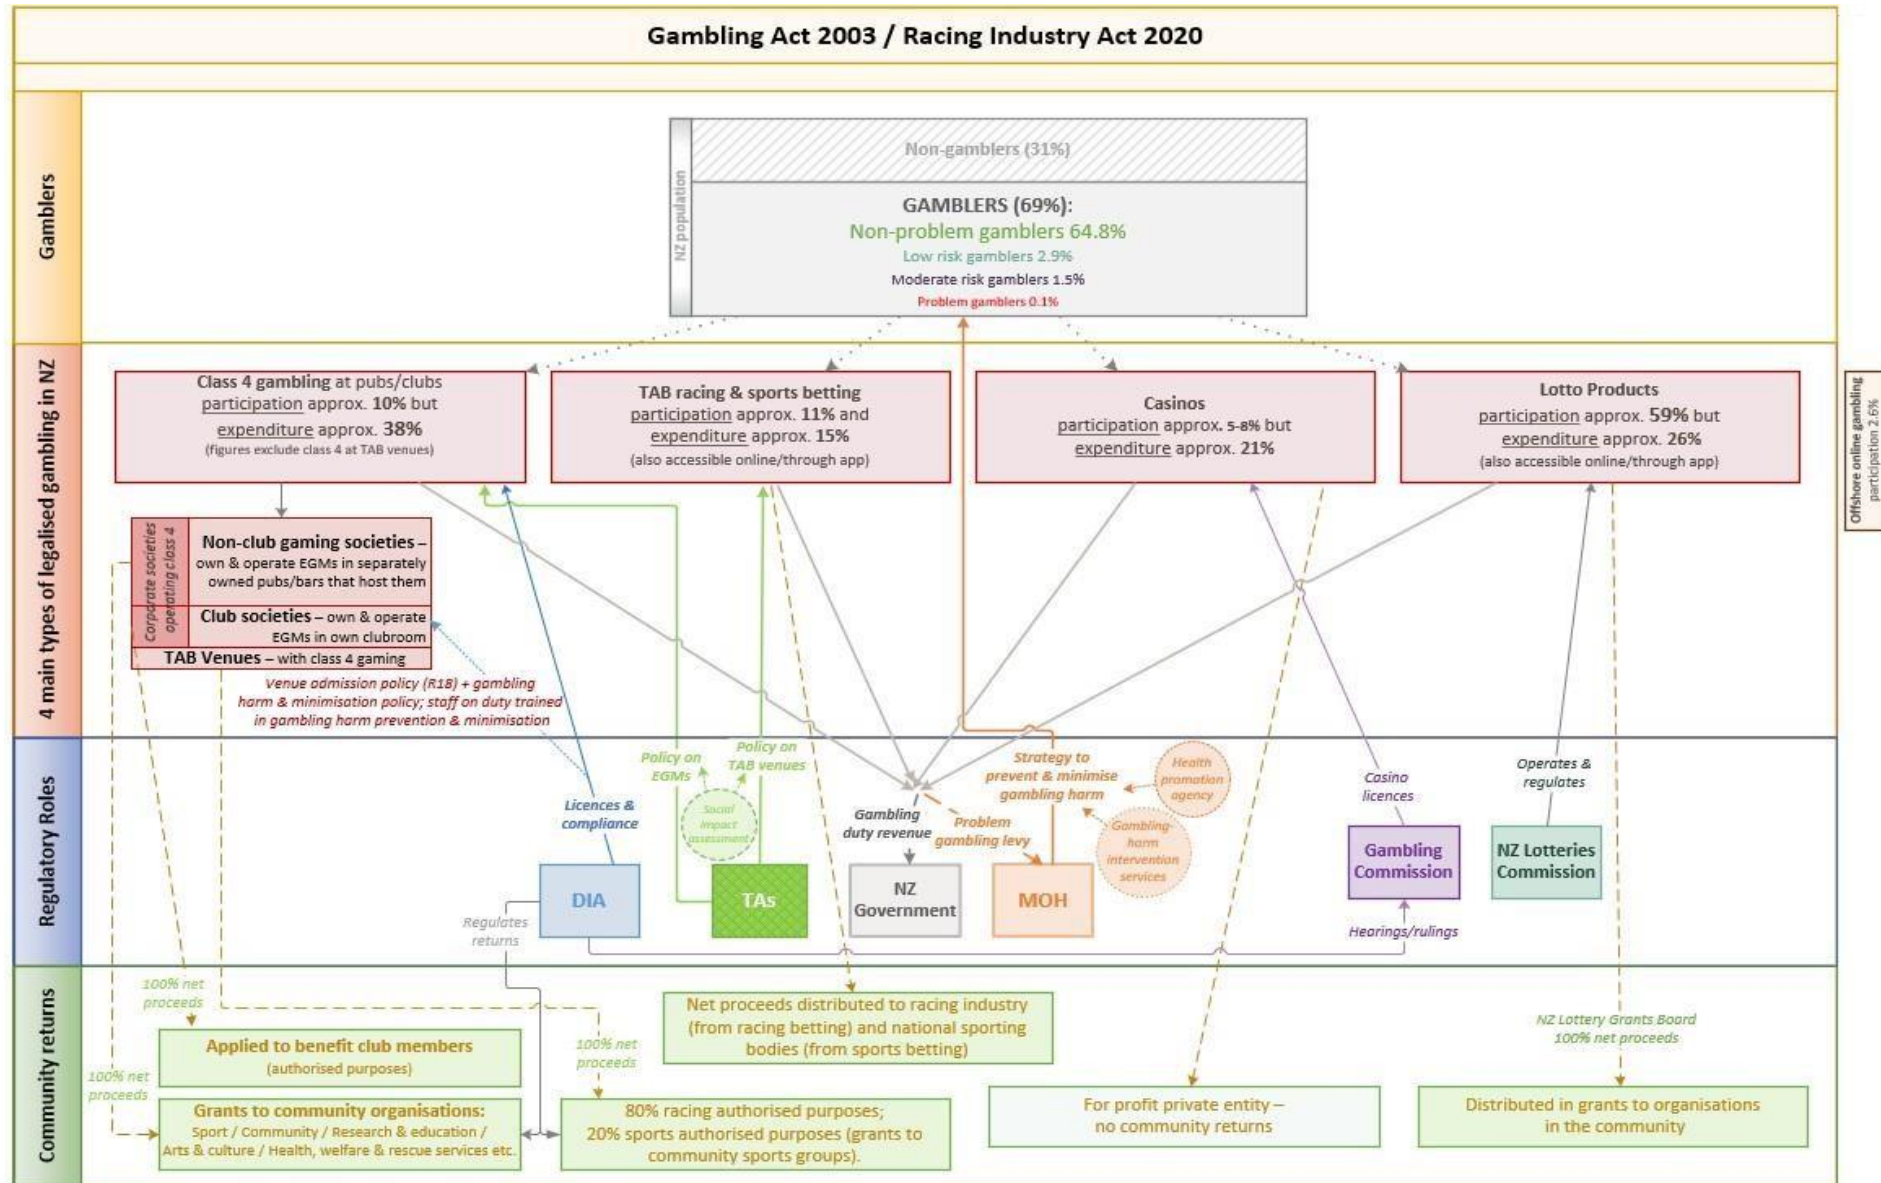 Gambling Act 2003 / Racing Industry Act 2020
Gamblers
NZ population
Non-gamblers (31%)
GAMBLERS (69%):
Non-problem gamblers 64.8%
Low risk gamblers 2.9%
Moderate risk gamblers 1.5%
Problem gamblers 0.1%
4 main types of legalised gambling in NZ
Class 4 gambling at pubs/clubs
participation approx. 10% but
expenditure approx. 38%
(figures exclude class 4 at TAB venues)
TAB racing & sports betting
participation approx. 11% and
expenditure approx. 15%
(also accessible online/through app)
Casinos
participation approx. 5-8% but
expenditure approx. 21%
Lotto Products
participation approx. 59% but
expenditure approx. 26%
(also accessible online/through app)
Offshore online gambling
participation 2.6%
Corporate societies
operating class 4
Non-club gaming societies –
own & operate EGMs in separately
owned pubs/bars that host them
Club societies – own & operate
EGMs in own clubroom
TAB Venues – with class 4 gaming
Venue admission policy (R18) + gambling
harm & minimisation policy; staff on duty trained
in gambling harm prevention & minimisation
Regulatory Roles
Licences &
compliance
Policy on
EGMs
Policy on
TAB venues
Social
impact
assessment
Gambling
duty revenue
Problem
gambling levy
Strategy to
prevent & minimise
gambling harm
Health
promotion
agency
Gambling-
harm
intervention
services
Casino
licences
Operates &
regulates
DIA
TAs
NZ
Government
MOH
Gambling
Commission
NZ Lotteries
Commission
Regulates
returns
Hearings/rulings
Community returns
100% net
proceeds
Applied to benefit club members
(authorised purposes)
100% net
proceeds
Grants to community organisations:
Sport / Community / Research & education /
Arts & culture / Health, welfare & rescue services etc.
100% net
proceeds
80% racing authorised purposes;
20% sports authorised purposes (grants to
community sports groups).
Net proceeds distributed to racing industry
(from racing betting) and national sporting
bodies (from sports betting)
For profit private entity –
no community returns
NZ Lottery Grants Board
100% net proceeds
Distributed in grants to organisations
in the community